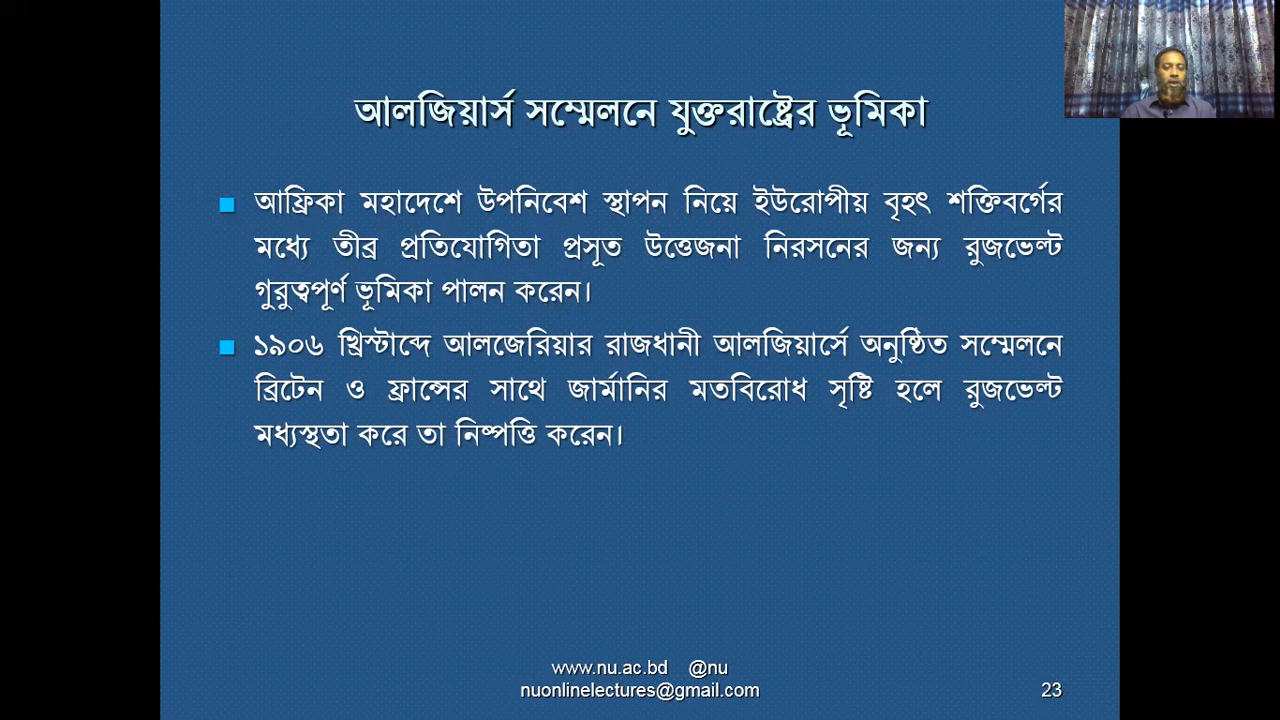 আলজিয়ার্স সম্মেলনে যুক্তরাষ্ট্রের ভূমিকা
আফ্রিকা মহাদেশে উপনিবেশ স্থাপন নিয়ে ইউরোপীয় বৃহৎ শক্তিবর্গের
মধ্যে তীব্র প্রতিযোগিতা প্রসূত উত্তেজনা নিরসনের জন্য রুজভেল্ট
গুরুত্বপূর্ণ ভূমিকা পালন করেন।
১৯০৬ খ্রিস্টাব্দে আলজেরিয়ার রাজধানী আলজিয়ার্সে অনুষ্ঠিত সম্মেলনে
ব্রিটেন ও ফ্রান্সের সাথে জার্মানির মতবিরোধ সৃষ্টি হলে রুজভেল্ট
মধ্যস্থতা করে তা নিষ্পত্তি করেন।
www.nu.ac.bd @nu
nuonlinelectures@gmail.com
23